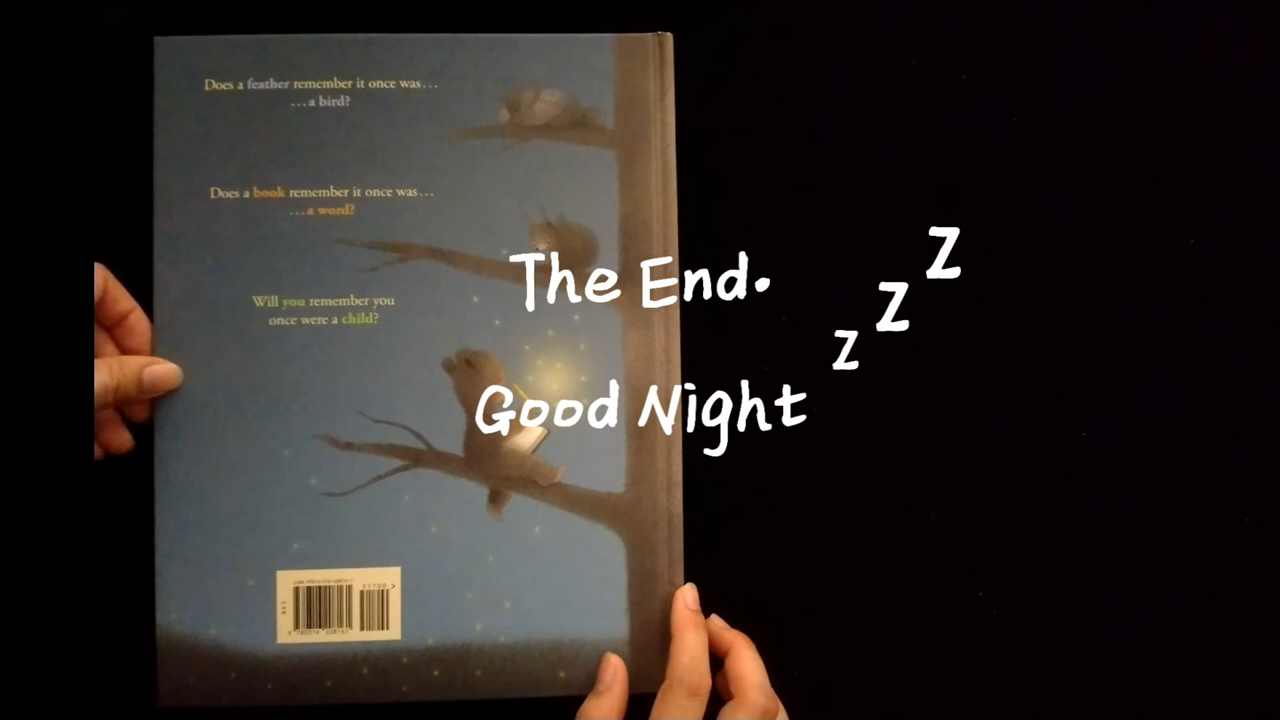 Does a feather remember it once was...
...a bird?
Does a book remember it once was...
...a word?
Will you remember you
once were a child?
The End.
Good Night
z
z
z